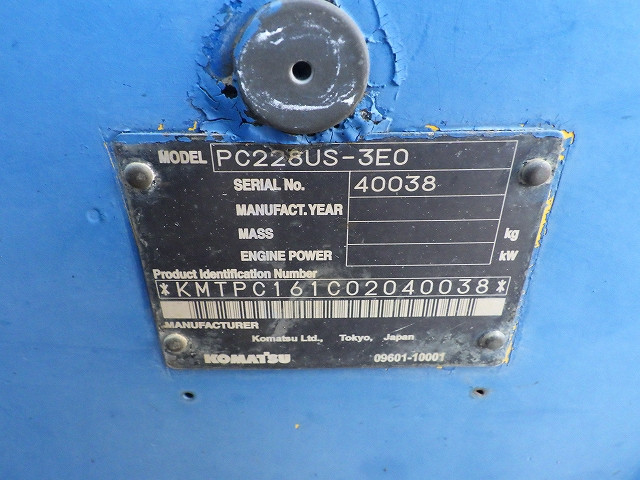 MODEL PC228US-3E0
SERIAL No. 40038
MANUFACT.YEAR
MASS kg
ENGINE POWER kW
Product Identification Number
*KMTPC161C02040038*
MANUFACTURER
Komatsu Ltd., Tokyo, Japan
KOMATSU 09601-10001